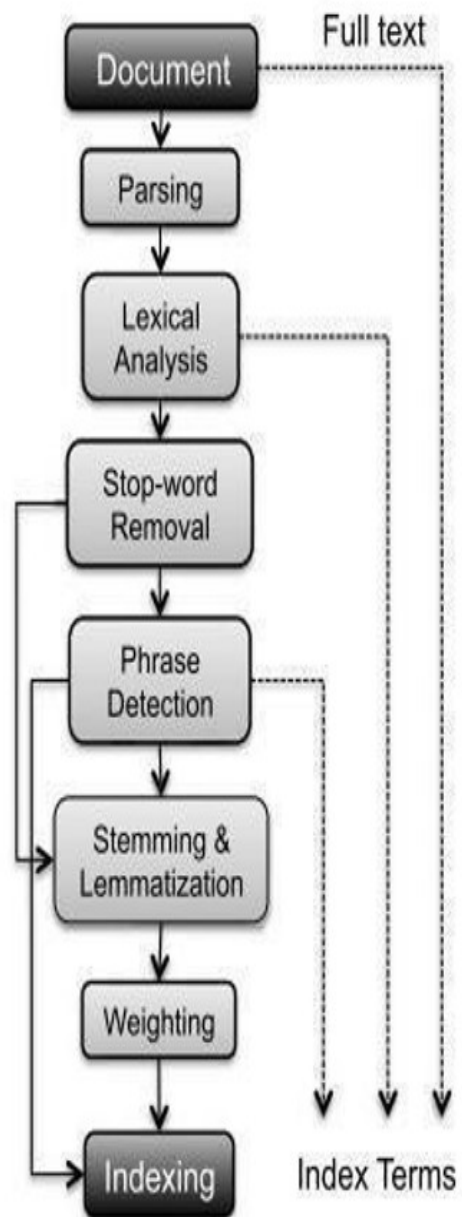 Full text
Document
Parsing
Lexical
Analysis
Stop-word
Removal
Phrase
Detection
Stemming &
Lemmatization
Weighting
Indexing
Index Terms